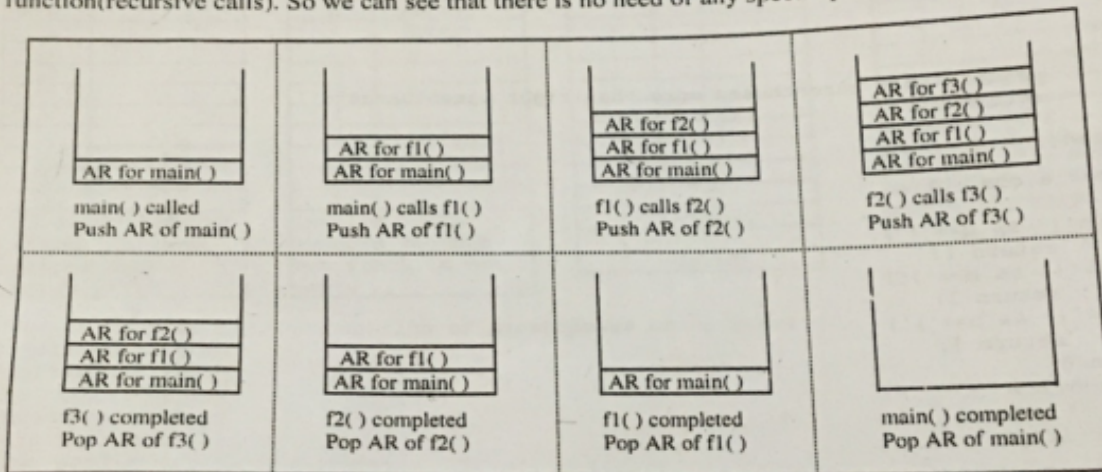 function(recursive calls). So we can see that there is no need of any
AR for main( )
main( ) called
Push AR of main( )
AR for f1( )
AR for main( )
main( ) calls f1( )
Push AR of f1( )
AR for f2( )
AR for f1( )
AR for main( )
f1( ) calls f2( )
Push AR of f2( )
AR for f3( )
AR for f2( )
AR for f1( )
AR for main( )
f2( ) calls f3( )
Push AR of f3( )
AR for f2( )
AR for f1( )
AR for main( )
f3( ) completed
Pop AR of f3( )
AR for f1( )
AR for main( )
f2( ) completed
Pop AR of f2( )
AR for main( )
f1( ) completed
Pop AR of f1( )
main( ) completed
Pop AR of main( )